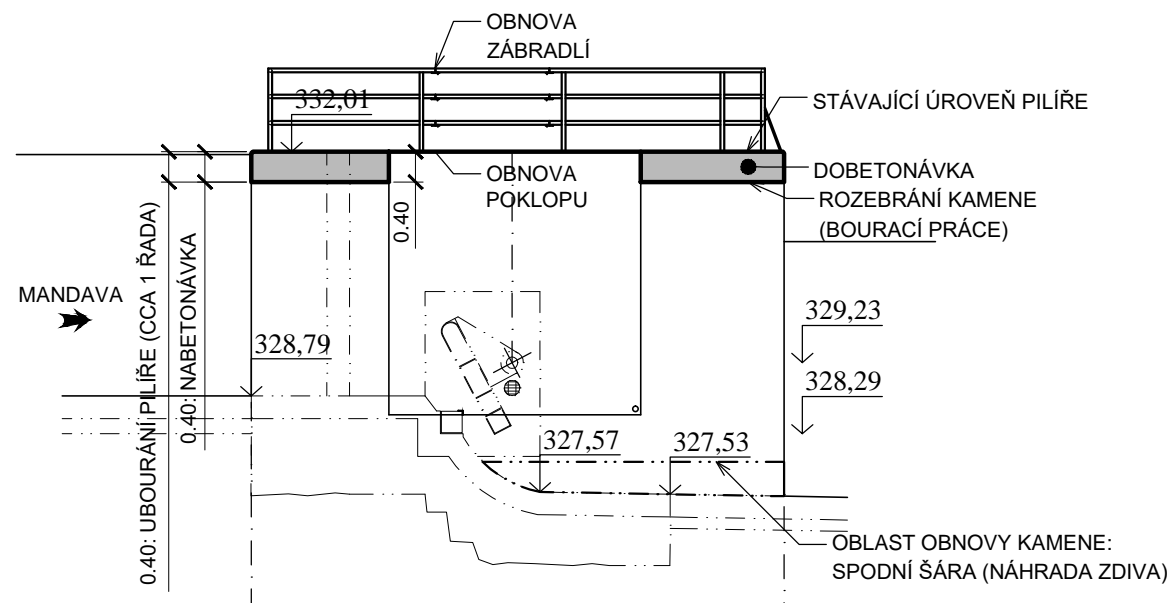 OBNOVA
ZÁBRADLÍ
332,01
STÁVAJÍCÍ ÚROVEŇ PILÍŘE
OBNOVA
POKLOPU
DOBETONÁVKA
ROZEBRÁNÍ KAMENE
(BOURACÍ PRÁCE)
0.40
0.40: UBOURÁNÍ PILÍŘE (CCA 1 ŘADA)
0.40: NABETONÁVKA
MANDAVA
328,79
329,23
328,29
327,57
327,53
OBLAST OBNOVY KAMENE:
SPODNÍ ŠÁRA (NÁHRADA ZDIVA)